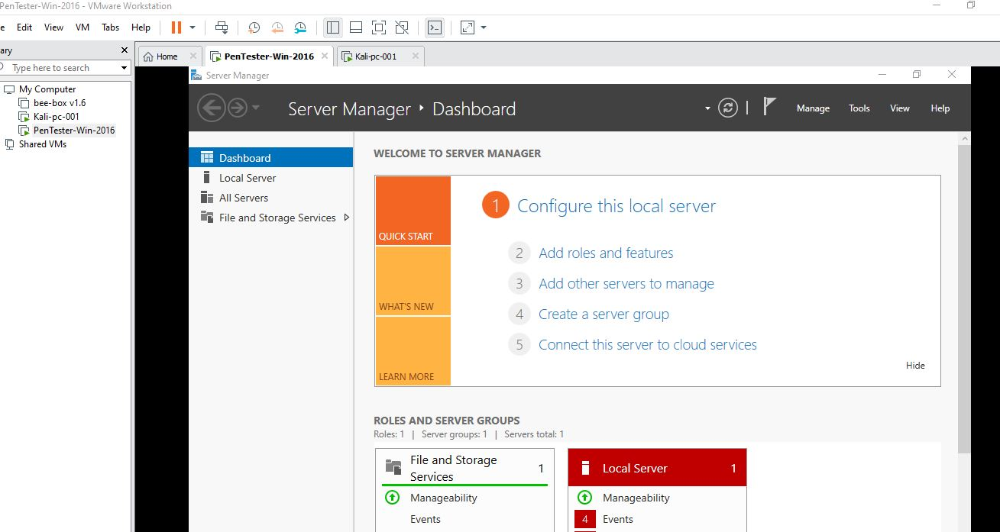 PenTester-Win-2016 - VMware Workstation
e Edit View VM Tabs Help
ary
Type here to search
My Computer
bee-box v1.6
Kali-pc-001
PenTester-Win-2016
Shared VMs
Home PenTester-Win-2016 Kali-pc-001
Server Manager
Server Manager Dashboard
Manage Tools View Help
Dashboard
Local Server
All Servers
File and Storage Services
WELCOME TO SERVER MANAGER
QUICK START
WHAT'S NEW
LEARN MORE
1 Configure this local server
2 Add roles and features
3 Add other servers to manage
4 Create a server group
5 Connect this server to cloud services
Hide
ROLES AND SERVER GROUPS
Roles: 1 | Server groups: 1 | Servers total: 1
File and Storage
Services 1
Manageability
Events
Local Server 1
Manageability
4 Events